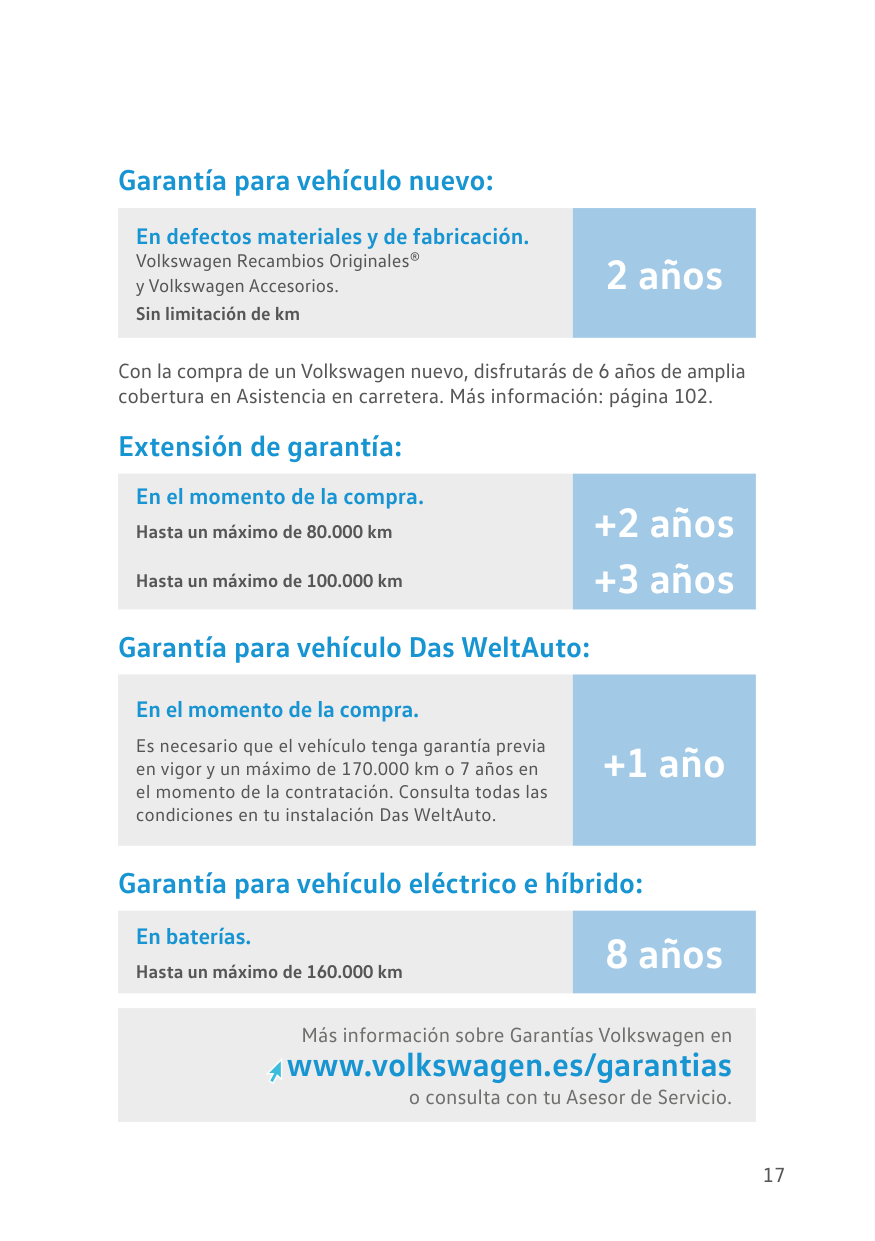 Garantía para vehículo nuevo:
En defectos materiales y de fabricación.
Volkswagen Recambios Originales®
y Volkswagen Accesorios.
Sin limitación de km
2 años
Con la compra de un Volkswagen nuevo, disfrutarás de 6 años de amplia
cobertura en Asistencia en carretera. Más información: página 102.
Extensión de garantía:
En el momento de la compra.
Hasta un máximo de 80.000 km
+2 años
Hasta un máximo de 100.000 km
+3 años
Garantía para vehículo Das WeltAuto:
En el momento de la compra.
Es necesario que el vehículo tenga garantía previa
en vigor y un máximo de 170.000 km o 7 años en
el momento de la contratación. Consulta todas las
condiciones en tu instalación Das WeltAuto.
+1 año
Garantía para vehículo eléctrico e híbrido:
En baterías.
Hasta un máximo de 160.000 km
8 años
Más información sobre Garantías Volkswagen en
www.volkswagen.es/garantias
o consulta con tu Asesor de Servicio.
17